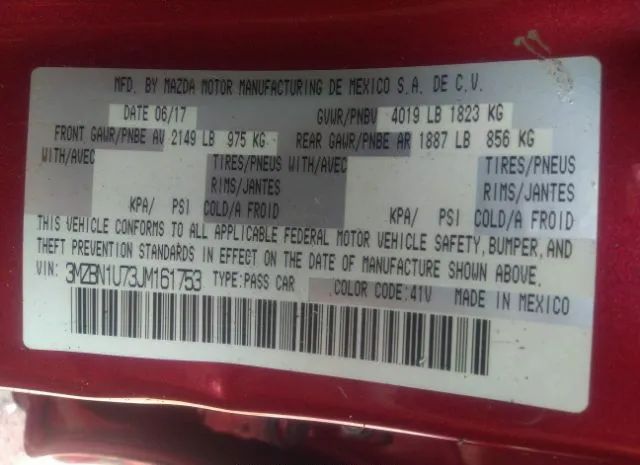 MFD. BY MAZDA MOTOR MANUFACTURING DE MEXICO S.A. DE C.V.
DATE 06/17 GVWR/PNBV 4019 LB 1823 KG
FRONT GAWR/PNBE AV 2149 LB 975 KG REAR GAWR/PNBE AR 1887 LB 856 KG
WITH/AVEC TIRES/PNEUS WITH/AVEC TIRES/PNEUS
RIMS/JANTES RIMS/JANTES
KPA/ PSI COLD/A FROID KPA/ PSI COLD/A FROID
THIS VEHICLE CONFORMS TO ALL APPLICABLE FEDERAL MOTOR VEHICLE SAFETY, BUMPER, AND
THEFT PREVENTION STANDARDS IN EFFECT ON THE DATE OF MANUFACTURE SHOWN ABOVE.
VIN: 3MZBN1U73JM161753 TYPE:PASS CAR COLOR CODE:41V MADE IN MEXICO